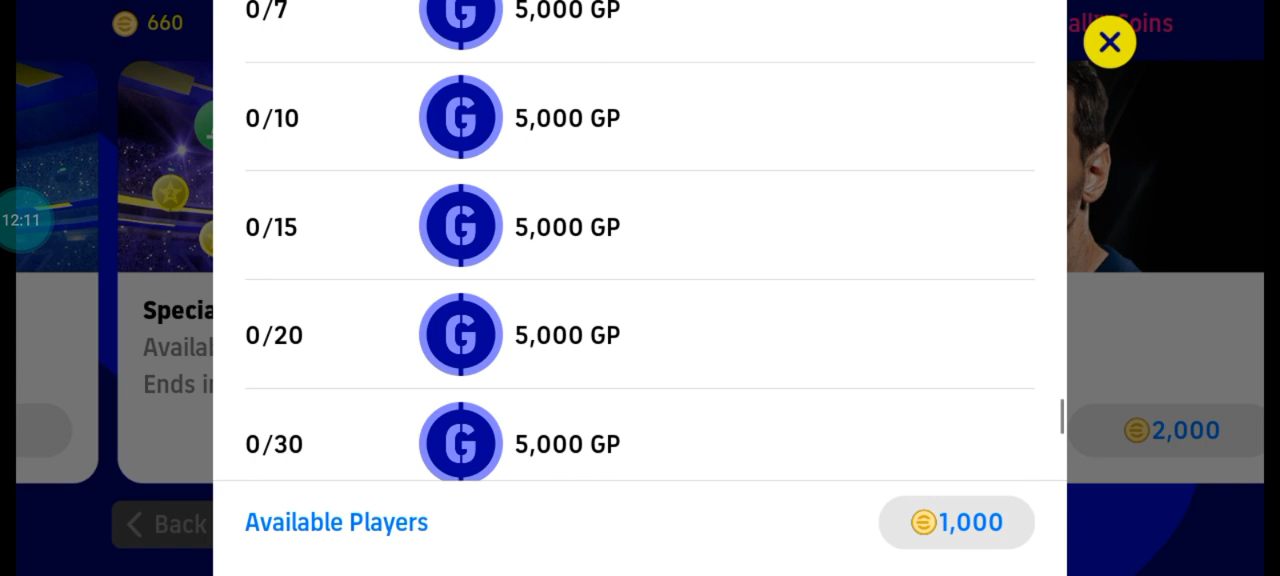 660
0/7 5,000 GP
0/10 G 5,000 GP
12:11
0/15 G 5,000 GP
0/20 G 5,000 GP
0/30 G 5,000 GP
Available Players
1,000
2,000
Back